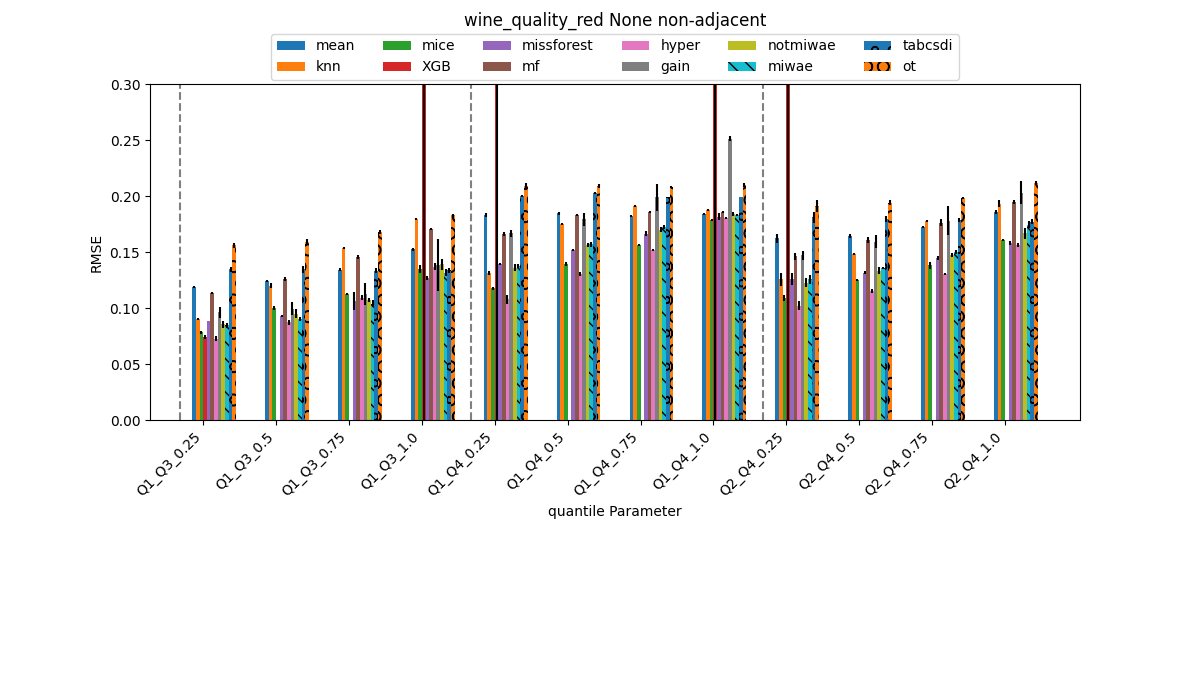 wine_quality_red None non-adjacent
mean mice missforest hyper notmiwae tabcsdi
knn XGB mf gain miwae ot
0.30
0.25
0.20
0.15
0.10
0.05
0.00
RMSE
Q1_Q3_0.25 Q1_Q3_0.5 Q1_Q3_0.75 Q1_Q3_1.0 Q1_Q4_0.25 Q1_Q4_0.5 Q1_Q4_0.75 Q1_Q4_1.0 Q2_Q4_0.25 Q2_Q4_0.5 Q2_Q4_0.75 Q2_Q4_1.0
quantile Parameter